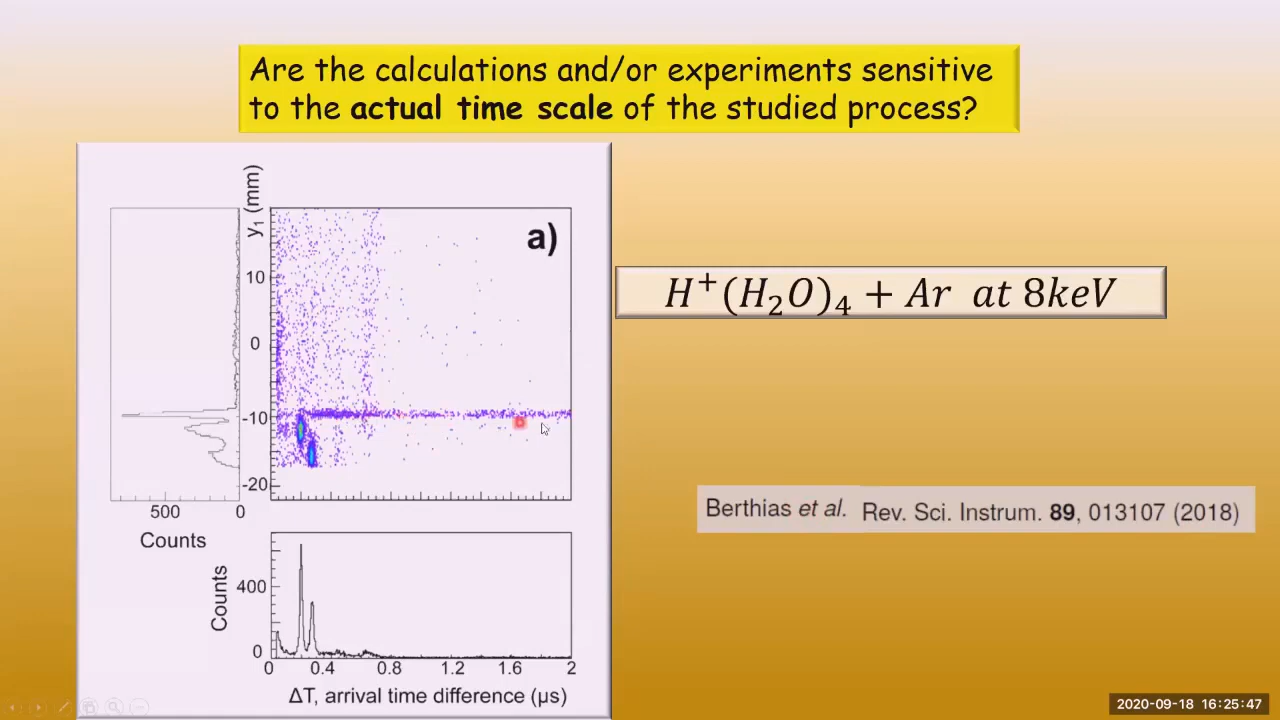 Are the calculations and/or experiments sensitive
to the actual time scale of the studied process?
y₁ (mm)
a)
10
0
-10
-20
500
0
Counts
H⁺(H₂O)₄ + Ar at 8keV
Berthias et al. Rev. Sci. Instrum. 89, 013107 (2018)
Counts
400
0
0 0.4 0.8 1.2 1.6 2
ΔT, arrival time difference (μs)
2020-09-18 16:25:47